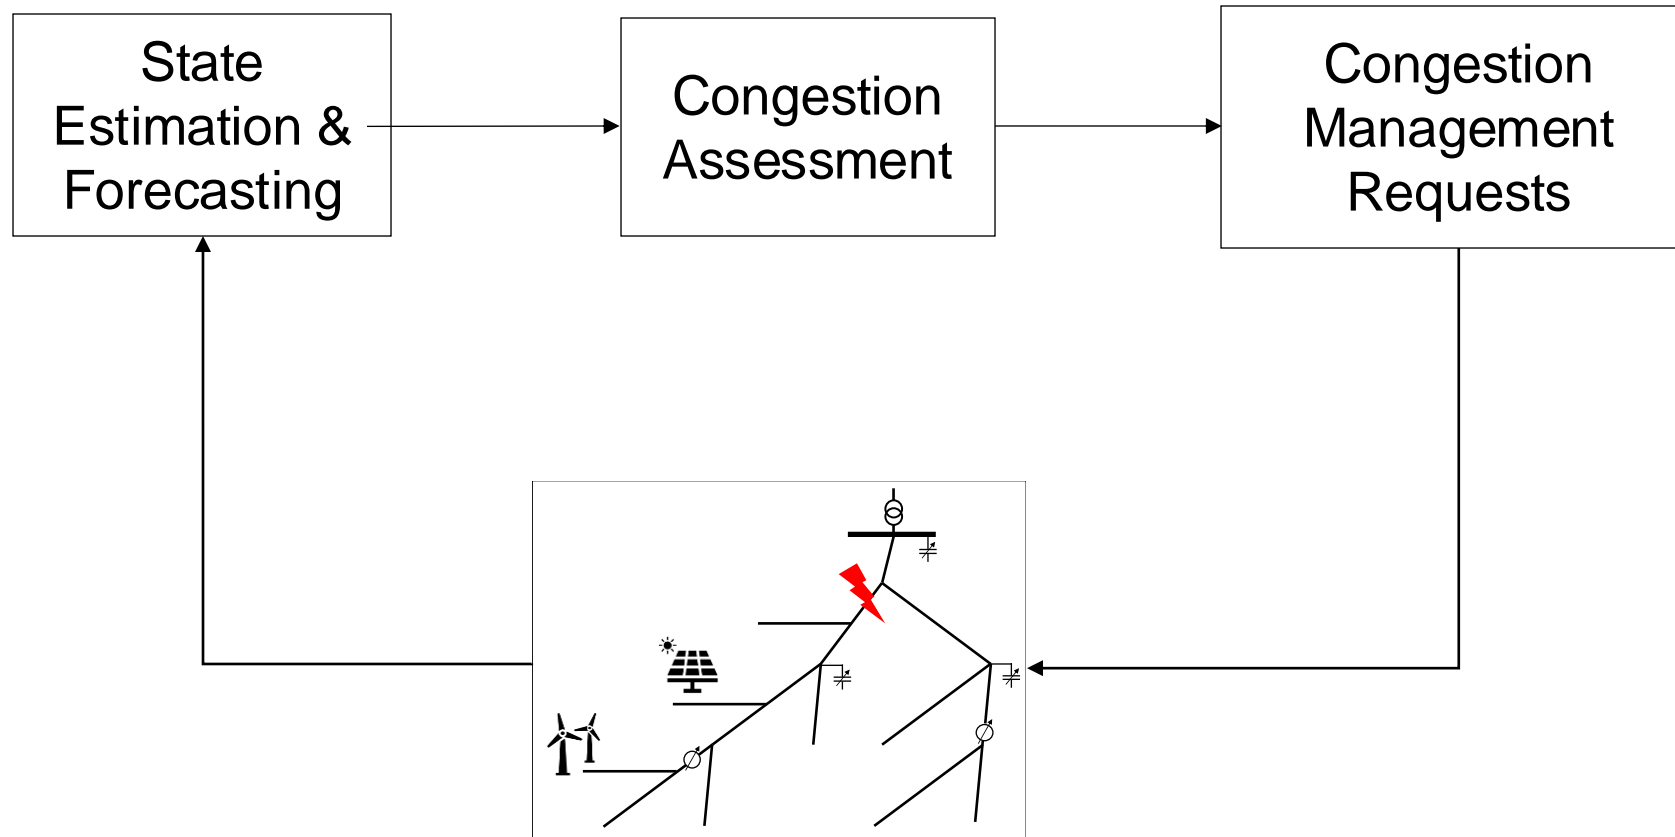 State
Estimation &
Forecasting
Congestion
Assessment
Congestion
Management
Requests